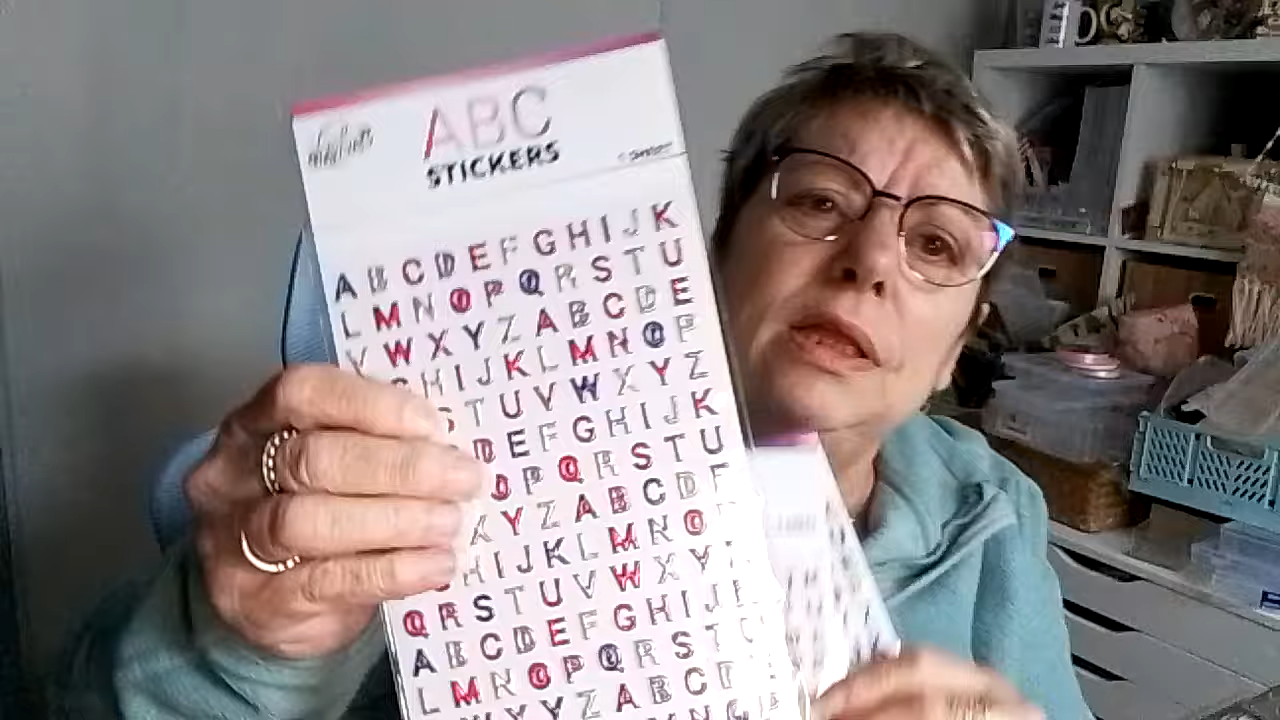 ABC
STICKERS
A B C D E F G H I J K
L M N O P Q R S T U
V W X Y Z A B C D E
H I J K L M N O P
S T U V W X Y Z
D E F G H I J K
O P Q R S T U
X Y Z A B C D E
H I J K L M N O
Q R S T U V W X Y
A B C D E F G H I J
L M N O P Q R S T
Y Z A B C D